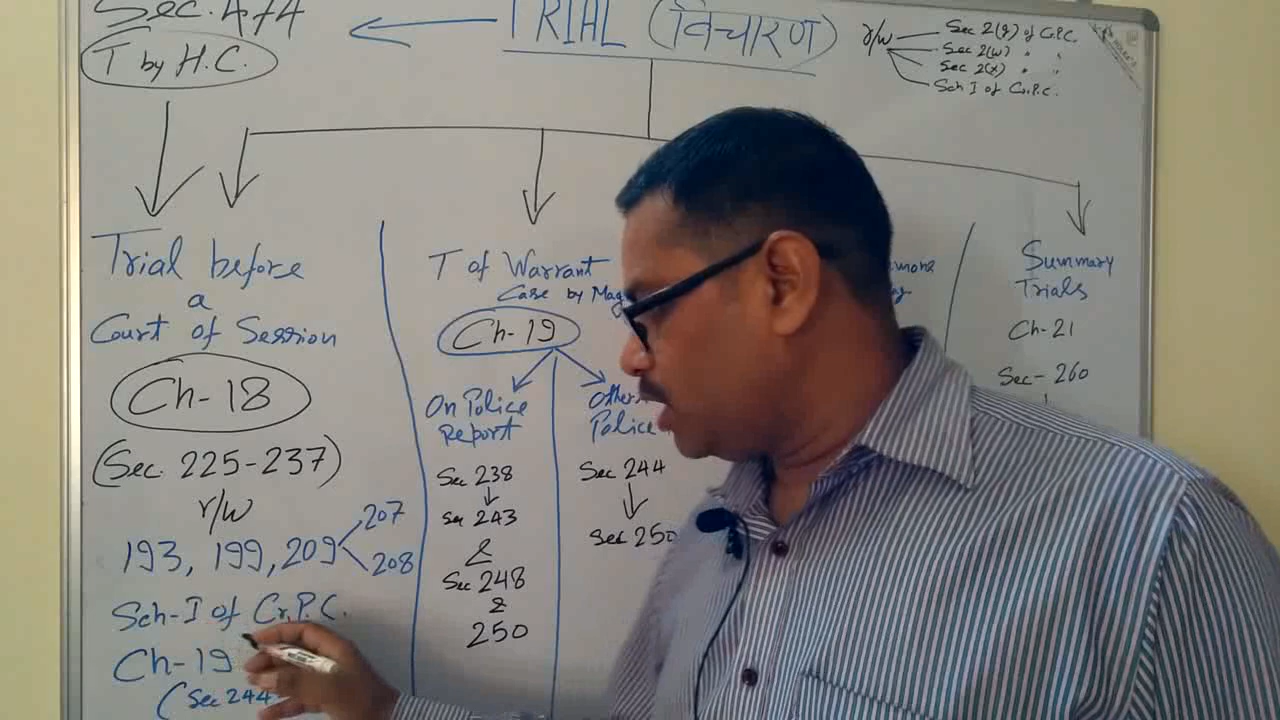 Sec. 474
TRIAL (विचारण)
r/w
Sec 2(g) of Cr.P.C.
Sec 2(w) " "
Sec 2(x) " "
Sch I of Cr.P.C.
T by H.C.
Trial before
a
Court of Session
Ch-18
(Sec. 225-237)
r/w
193, 199, 209
207
208
Sch-I of Cr.P.C.
Ch-19
(Sec 244
T of Warrant
Case by Mag
Ch-19
On Police
Report
Sec 238
Sec 243
&
Sec 248
&
250
Other
Police
Sec 244
Sec 250
Summary
Trials
Ch-21
Sec-260